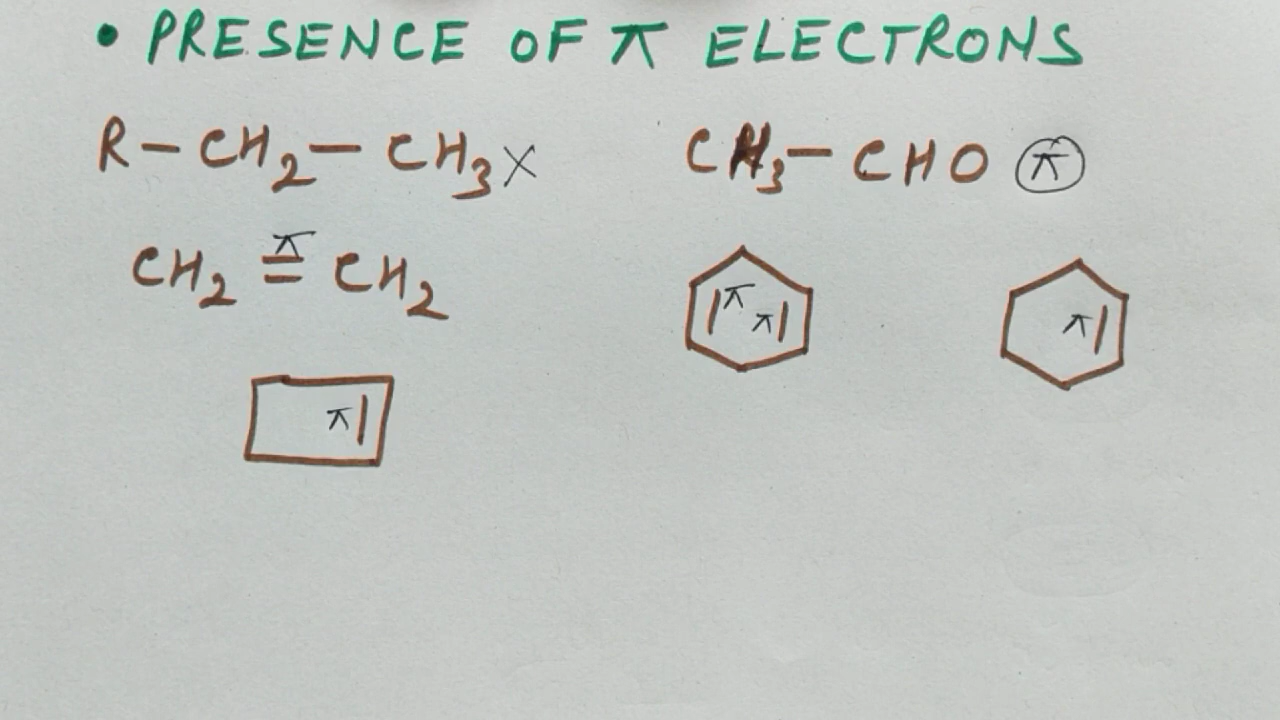 • PRESENCE OF π ELECTRONS
R-CH₂-CH₃ X CH₃-CHO π
CH₂ = CH₂
π
π π
π
π